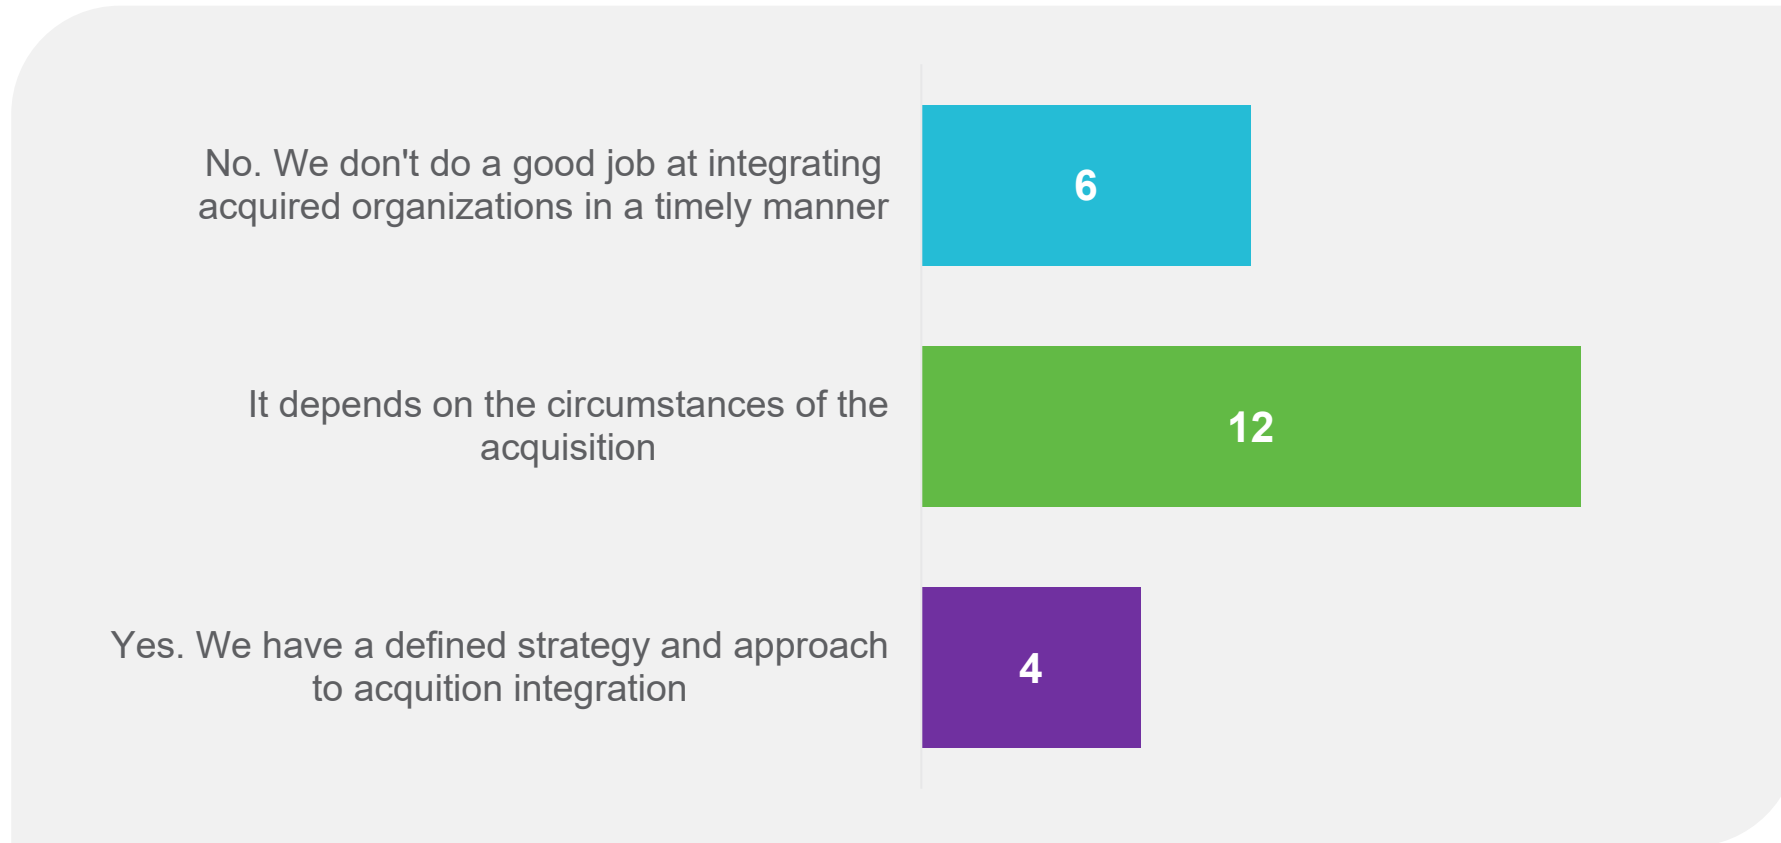 No. We don't do a good job at integrating
acquired organizations in a timely manner
6
It depends on the circumstances of the
acquisition
12
Yes. We have a defined strategy and approach
to acquition integration
4